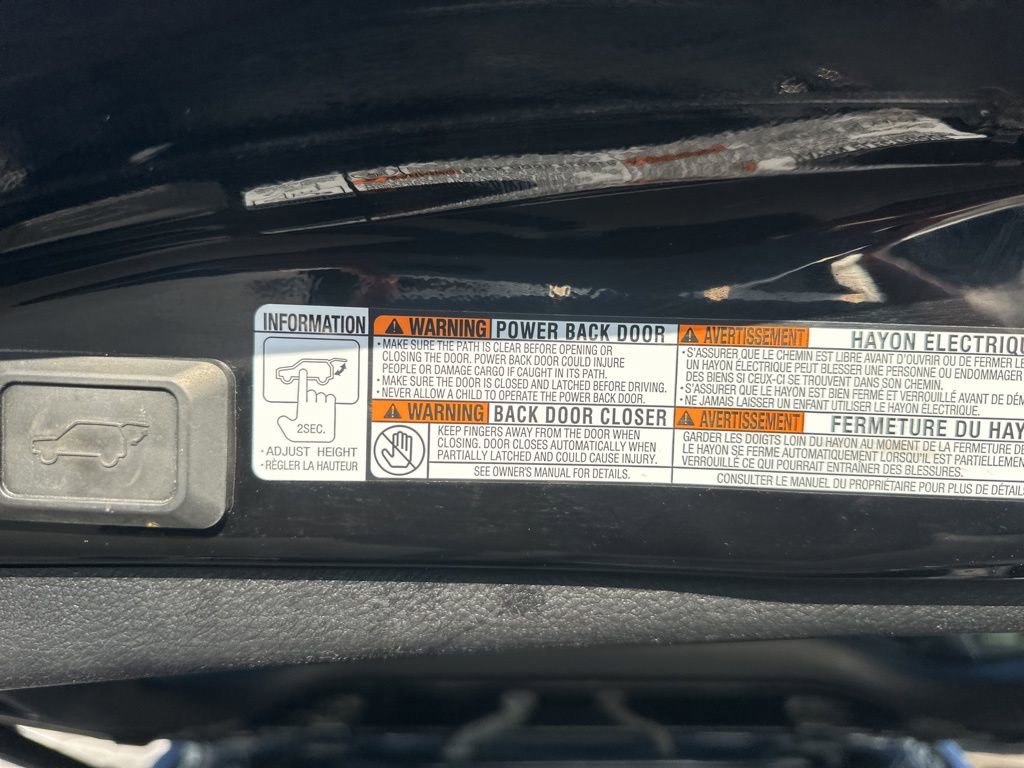 INFORMATION
2SEC.
• ADJUST HEIGHT
• RÉGLER LA HAUTEUR
WARNING POWER BACK DOOR
• MAKE SURE THE PATH IS CLEAR BEFORE OPENING OR
CLOSING THE DOOR. POWER BACK DOOR COULD INJURE
PEOPLE OR DAMAGE CARGO IF CAUGHT IN ITS PATH.
• MAKE SURE THE DOOR IS CLOSED AND LATCHED BEFORE DRIVING.
• NEVER ALLOW A CHILD TO OPERATE THE POWER BACK DOOR.
WARNING BACK DOOR CLOSER
KEEP FINGERS AWAY FROM THE DOOR WHEN
CLOSING. DOOR CLOSES AUTOMATICALLY WHEN
PARTIALLY LATCHED AND COULD CAUSE INJURY.
SEE OWNER'S MANUAL FOR DETAILS.
AVERTISSEMENT HAYON ÉLECTRIQU
• S'ASSURER QUE LE CHEMIN EST LIBRE AVANT D'OUVRIR OU DE FERMER LE
UN HAYON ÉLECTRIQUE PEUT BLESSER UNE PERSONNE OU ENDOMMAGER
DES BIENS SI CEUX-CI SE TROUVENT DANS SON CHEMIN.
• S'ASSURER QUE LE HAYON EST BIEN FERME ET VERROUILLÉ AVANT DE DÉM
• NE JAMAIS LAISSER UN ENFANT UTILISER LE HAYON ÉLECTRIQUE.
AVERTISSEMENT FERMETURE DU HAY
GARDER LES DOIGTS LOIN DU HAYON AU MOMENT DE LA FERMETURE DE
LE HAYON SE FERME AUTOMATIQUEMENT LORSQU'IL EST PARTIALEMENT
VERROUILLÉ CE QUI POURRAIT ENTRAÎNER DES BLESSURES.
CONSULTER LE MANUEL DU PROPRIÉTAIRE POUR PLUS DE DÉTAIL